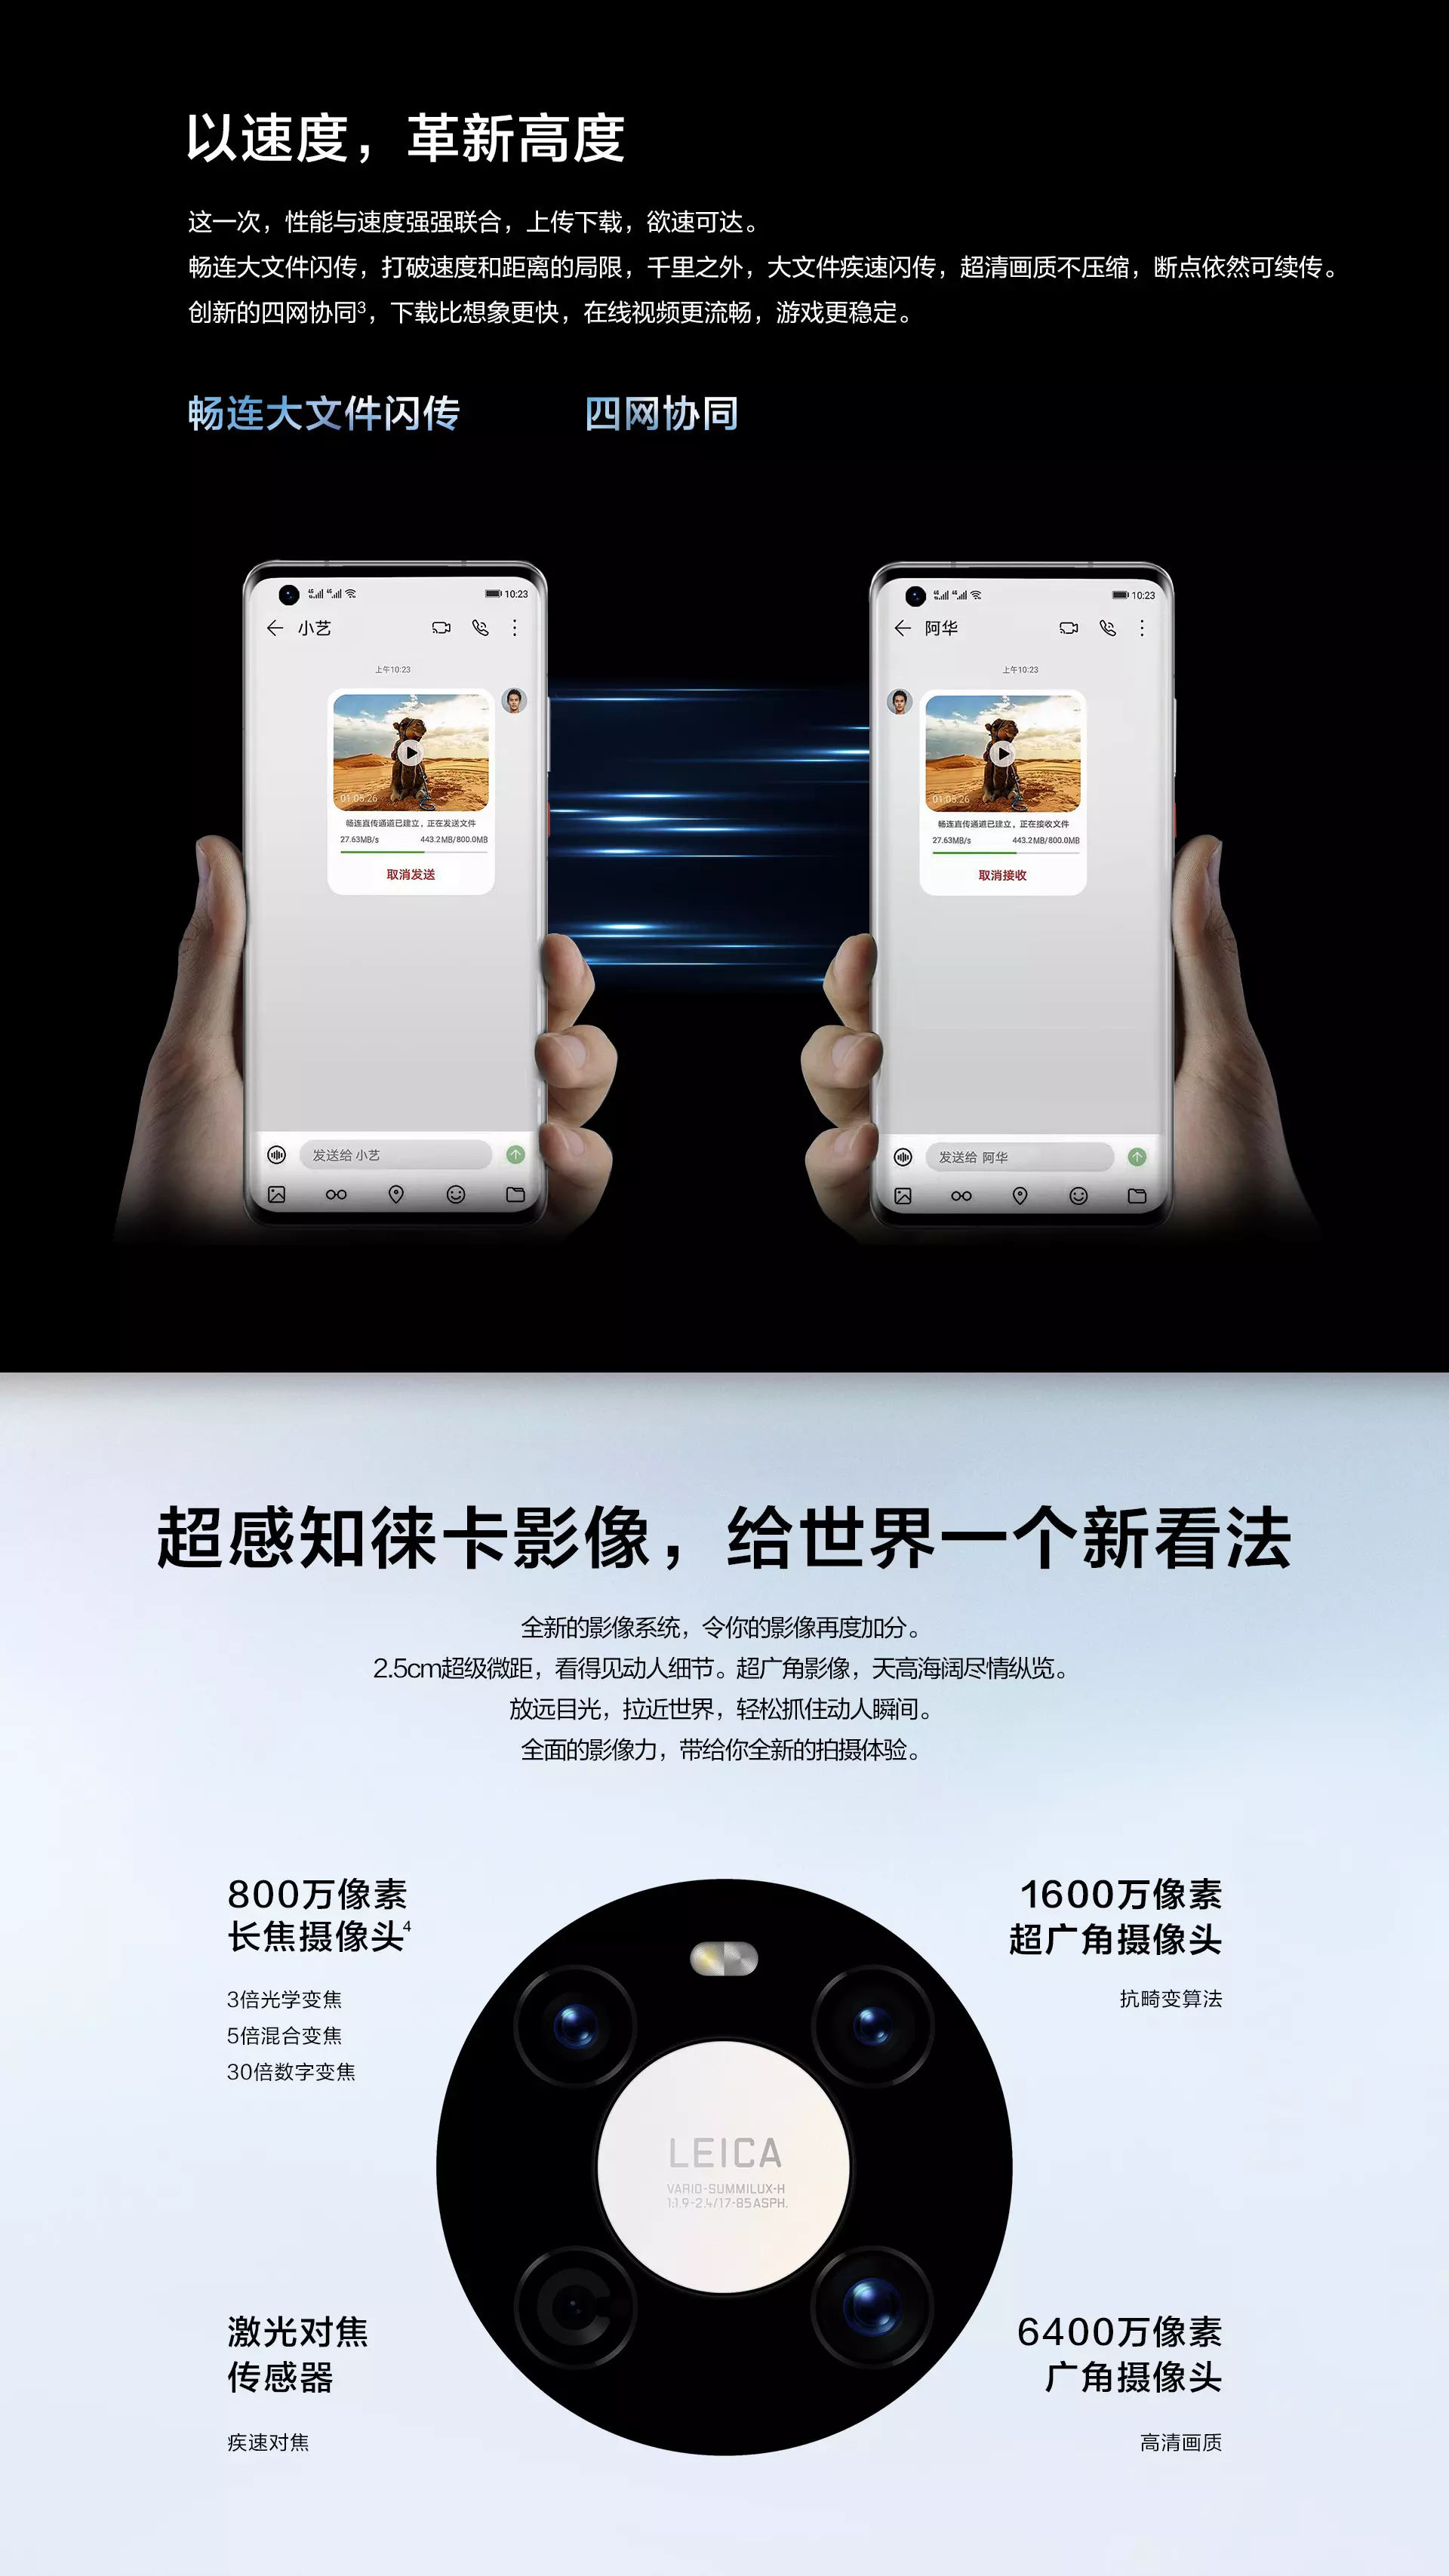 以速度，革新高度
这一次，性能与速度强强联合，上传下载，欲速可达。
畅连大文件闪传，打破速度和距离的局限，千里之外，大文件疾速闪传，超清画质不压缩，断点依然可续传。
创新的四网协同3，下载比想象更快，在线视频更流畅，游戏更稳定。
畅连大文件闪传 四网协同
10:23
小艺
上午10:23
01:05:26
畅连直传通道已建立，正在发送文件
27.63MB/s 443.2MB/800.0MB
取消发送
发送给 小艺
10:23
阿华
上午10:23
01:05:26
畅连直传通道已建立，正在接收文件
27.63MB/s 443.2MB/800.0MB
取消接收
发送给 阿华
超感知徕卡影像，给世界一个新看法
全新的影像系统，令你的影像再度加分。
2.5cm超级微距，看得见动人细节。超广角影像，天高海阔尽情纵览。
放远目光，拉近世界，轻松抓住动人瞬间。
全面的影像力，带给你全新的拍摄体验。
800万像素
长焦摄像头4
3倍光学变焦
5倍混合变焦
30倍数字变焦
1600万像素
超广角摄像头
抗畸变算法
LEICA
VARIO-SUMMILUX-H
1:1.9-2.4/17-85 ASPH.
激光对焦
传感器
疾速对焦
6400万像素
广角摄像头
高清画质